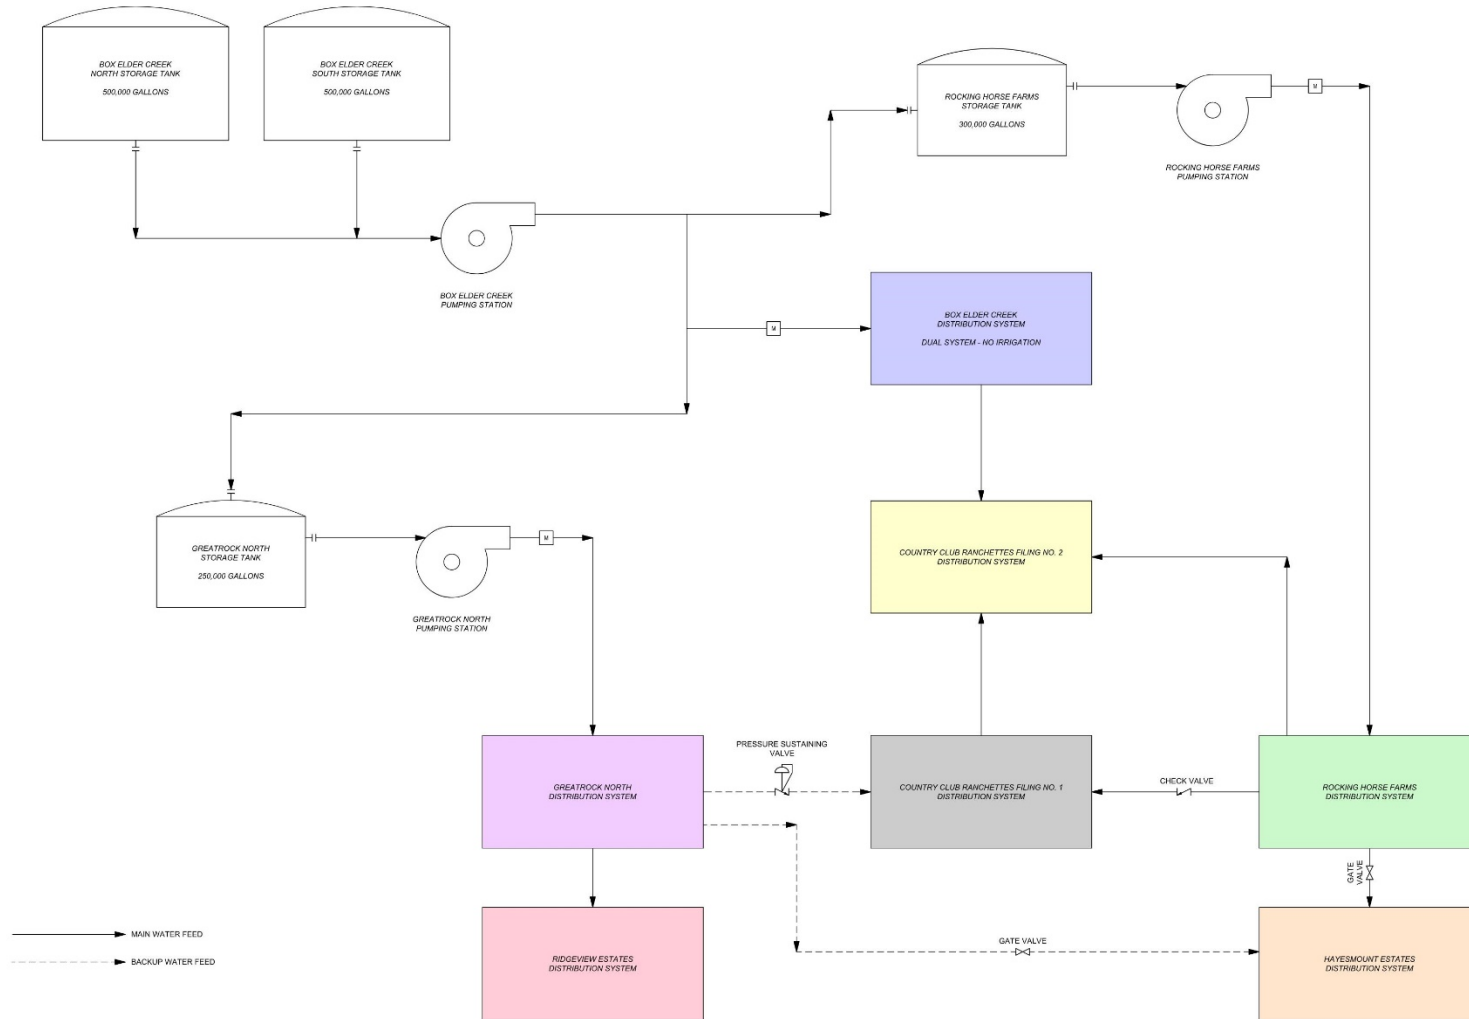 BOX ELDER CREEK
NORTH STORAGE TANK
500,000 GALLONS
BOX ELDER CREEK
SOUTH STORAGE TANK
500,000 GALLONS
ROCKING HORSE FARMS
STORAGE TANK
300,000 GALLONS
M
ROCKING HORSE FARMS
PUMPING STATION
BOX ELDER CREEK
PUMPING STATION
BOX ELDER CREEK
DISTRIBUTION SYSTEM
DUAL SYSTEM - NO IRRIGATION
M
GREATROCK NORTH
STORAGE TANK
250,000 GALLONS
M
GREATROCK NORTH
PUMPING STATION
COUNTRY CLUB RANCHETTES FILING NO. 2
DISTRIBUTION SYSTEM
GREATROCK NORTH
DISTRIBUTION SYSTEM
PRESSURE SUSTAINING
VALVE
COUNTRY CLUB RANCHETTES FILING NO. 1
DISTRIBUTION SYSTEM
CHECK VALVE
ROCKING HORSE FARMS
DISTRIBUTION SYSTEM
GATE
VALVE
MAIN WATER FEED
BACKUP WATER FEED
RIDGEVIEW ESTATES
DISTRIBUTION SYSTEM
GATE VALVE
HAYESMOUNT ESTATES
DISTRIBUTION SYSTEM